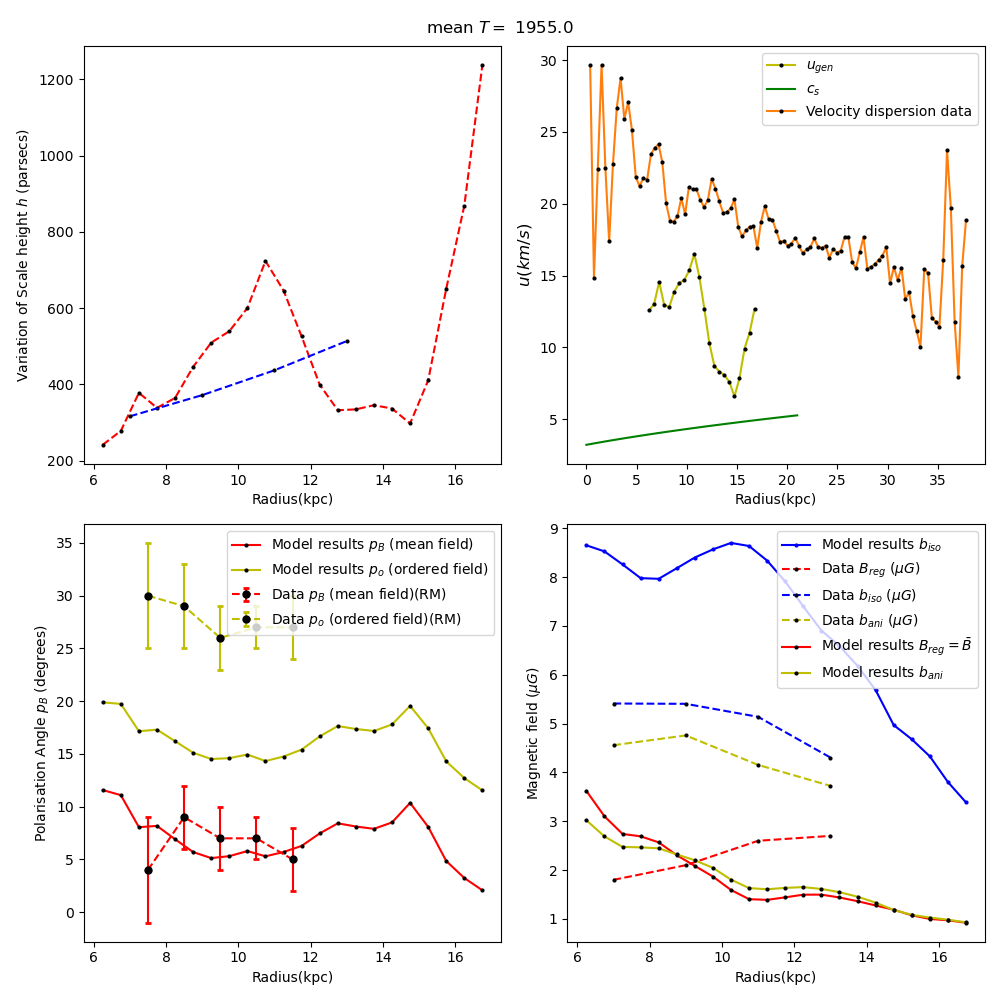 mean T = 1955.0
Variation of Scale height h (parsecs)
1200
1000
800
600
400
200
6 8 10 12 14 16
Radius(kpc)
u(km/s)
30
25
20
15
10
5
u_gen
c_s
Velocity dispersion data
0 5 10 15 20 25 30 35
Radius(kpc)
Polarisation Angle p_B (degrees)
35
30
25
20
15
10
5
0
Model results p_B (mean field)
Model results p_o (ordered field)
Data p_B (mean field)(RM)
Data p_o (ordered field)(RM)
6 8 10 12 14 16
Radius(kpc)
Magnetic field (μG)
9
8
7
6
5
4
3
2
1
Model results b_iso
Data B_reg (μG)
Data b_iso (μG)
Data b_ani (μG)
Model results B_reg = B̄
Model results b_ani
6 8 10 12 14 16
Radius(kpc)